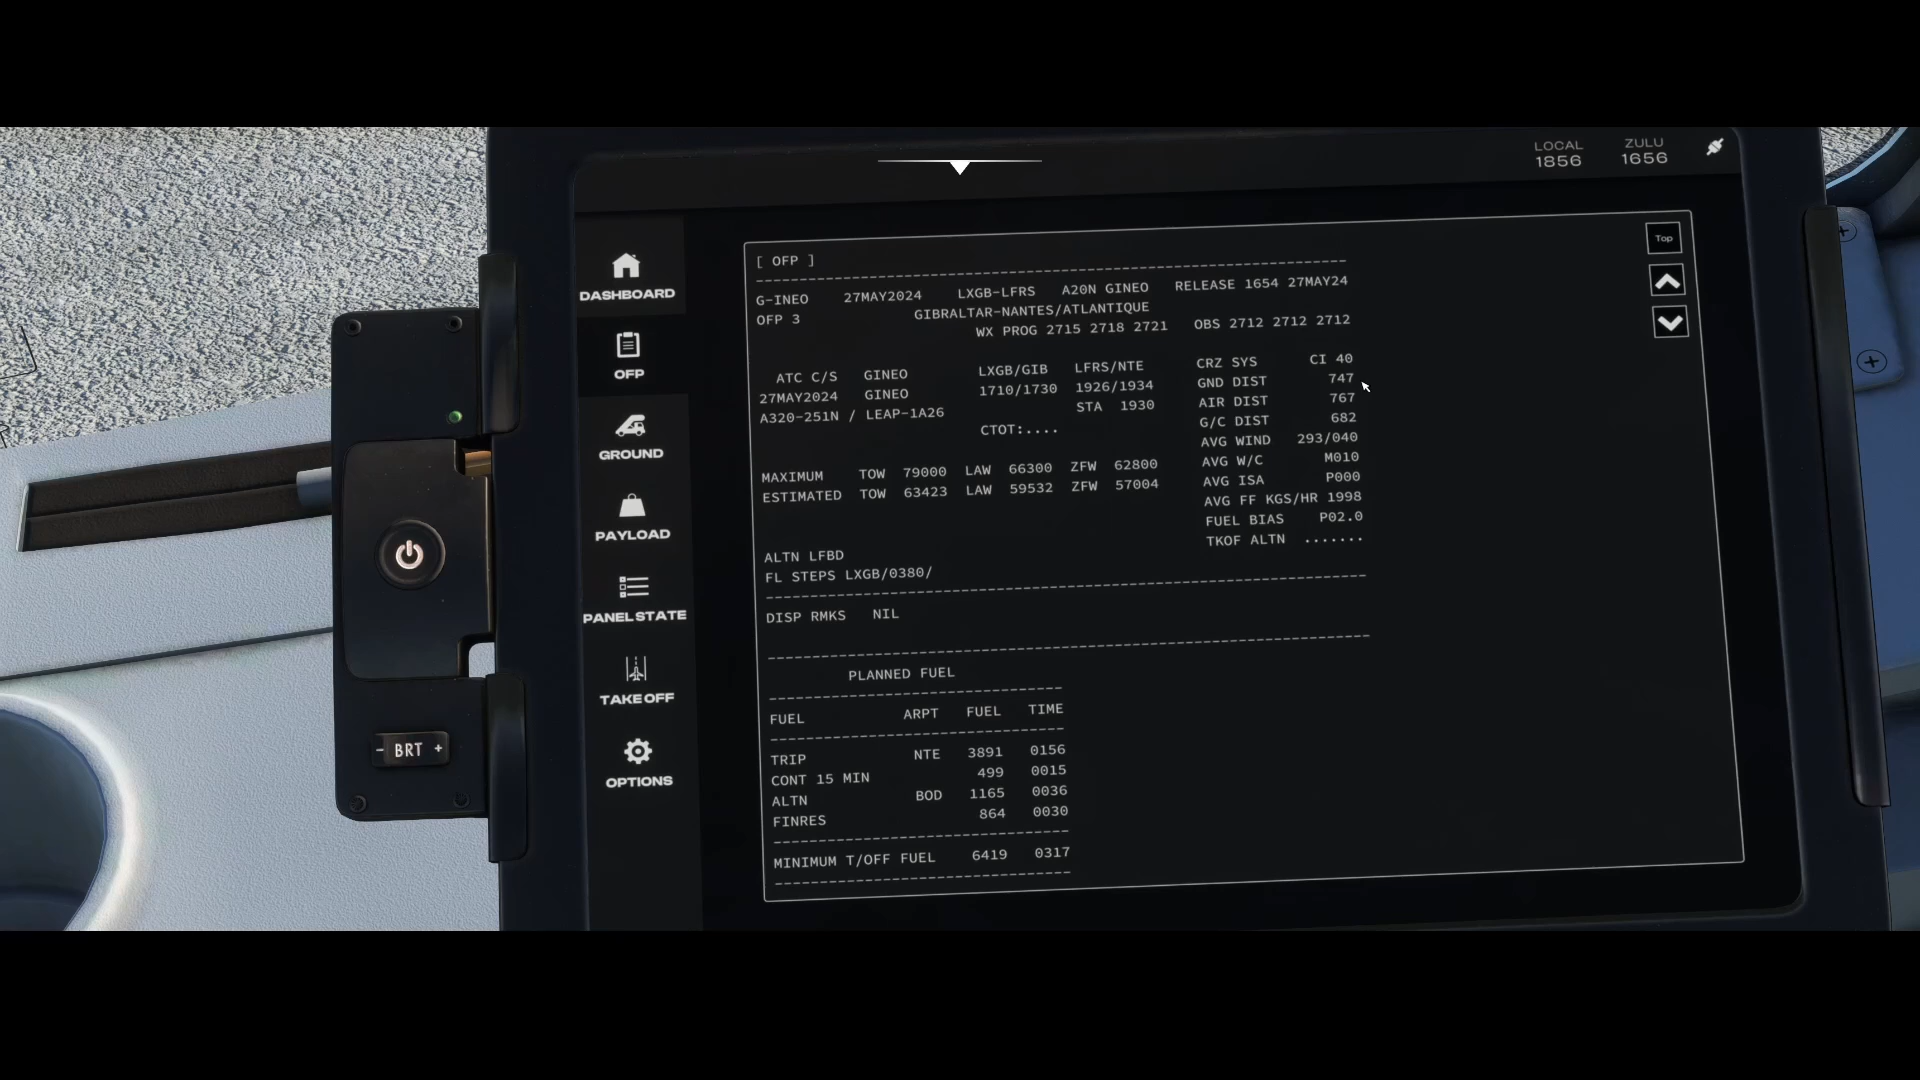 LOCAL ZULU
1856 1656
DASHBOARD
OFP
GROUND
PAYLOAD
PANEL STATE
TAKE OFF
OPTIONS
- BRT +
Top
[ OFP ]
--------------------------------------------------------------------
G-INEO 27MAY2024 LXGB-LFRS A20N GINEO RELEASE 1654 27MAY24
OFP 3 GIBRALTAR-NANTES/ATLANTIQUE
WX PROG 2715 2718 2721 OBS 2712 2712 2712
ATC C/S GINEO LXGB/GIB LFRS/NTE CRZ SYS CI 40
27MAY2024 GINEO 1710/1730 1926/1934 GND DIST 747
A320-251N / LEAP-1A26 STA 1930 AIR DIST 767
CTOT:.... G/C DIST 682
AVG WIND 293/040
MAXIMUM TOW 79000 LAW 66300 ZFW 62800 AVG W/C M010
ESTIMATED TOW 63423 LAW 59532 ZFW 57004 AVG ISA P000
AVG FF KGS/HR 1998
FUEL BIAS P02.0
ALTN LFBD TKOF ALTN .......
FL STEPS LXGB/0380/
--------------------------------------------------------------------
DISP RMKS NIL
--------------------------------------------------------------------
PLANNED FUEL
---------------------------------
FUEL ARPT FUEL TIME
---------------------------------
TRIP NTE 3891 0156
CONT 15 MIN 499 0015
ALTN BOD 1165 0036
FINRES 864 0030
---------------------------------
MINIMUM T/OFF FUEL 6419 0317
---------------------------------